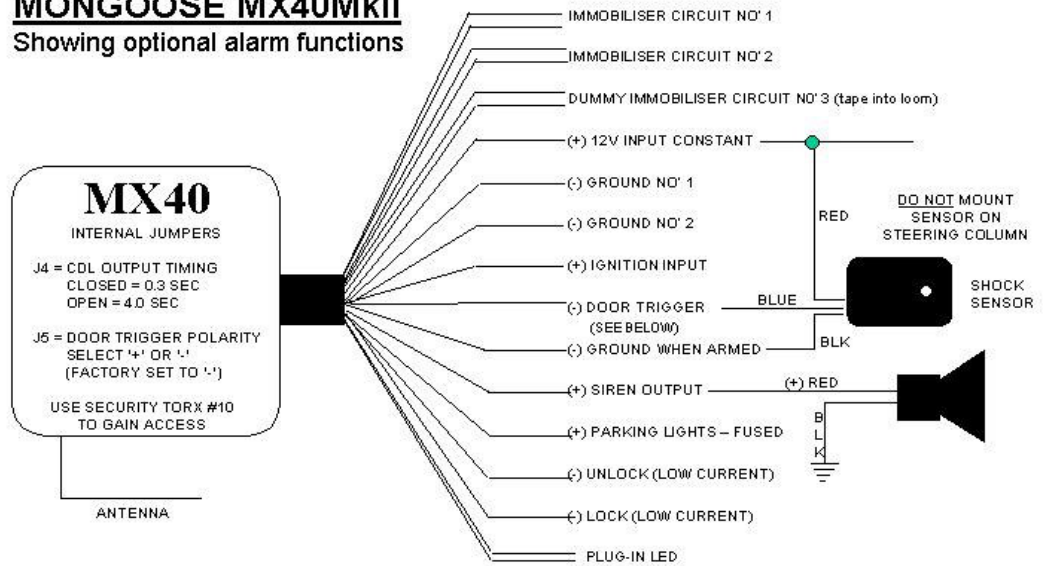 MONGOOSE MX40MkII
Showing optional alarm functions
IMMOBILISER CIRCUIT NO' 1
IMMOBILISER CIRCUIT NO' 2
DUMMY IMMOBILISER CIRCUIT NO' 3 (tape into loom)
(+) 12V INPUT CONSTANT
(-) GROUND NO' 1
(-) GROUND NO' 2
(+) IGNITION INPUT
(-) DOOR TRIGGER
(SEE BELOW)
(-) GROUND WHEN ARMED
(+) SIREN OUTPUT
(+) PARKING LIGHTS – FUSED
(-) UNLOCK (LOW CURRENT)
(-) LOCK (LOW CURRENT)
PLUG-IN LED
MX40
INTERNAL JUMPERS
J4 = CDL OUTPUT TIMING
CLOSED = 0.3 SEC
OPEN = 4.0 SEC
J5 = DOOR TRIGGER POLARITY
SELECT '+' OR '-'
(FACTORY SET TO '-')
USE SECURITY TORX #10
TO GAIN ACCESS
ANTENNA
RED
BLUE
BLK
DO NOT MOUNT
SENSOR ON
STEERING COLUMN
SHOCK
SENSOR
(+) RED
BLK